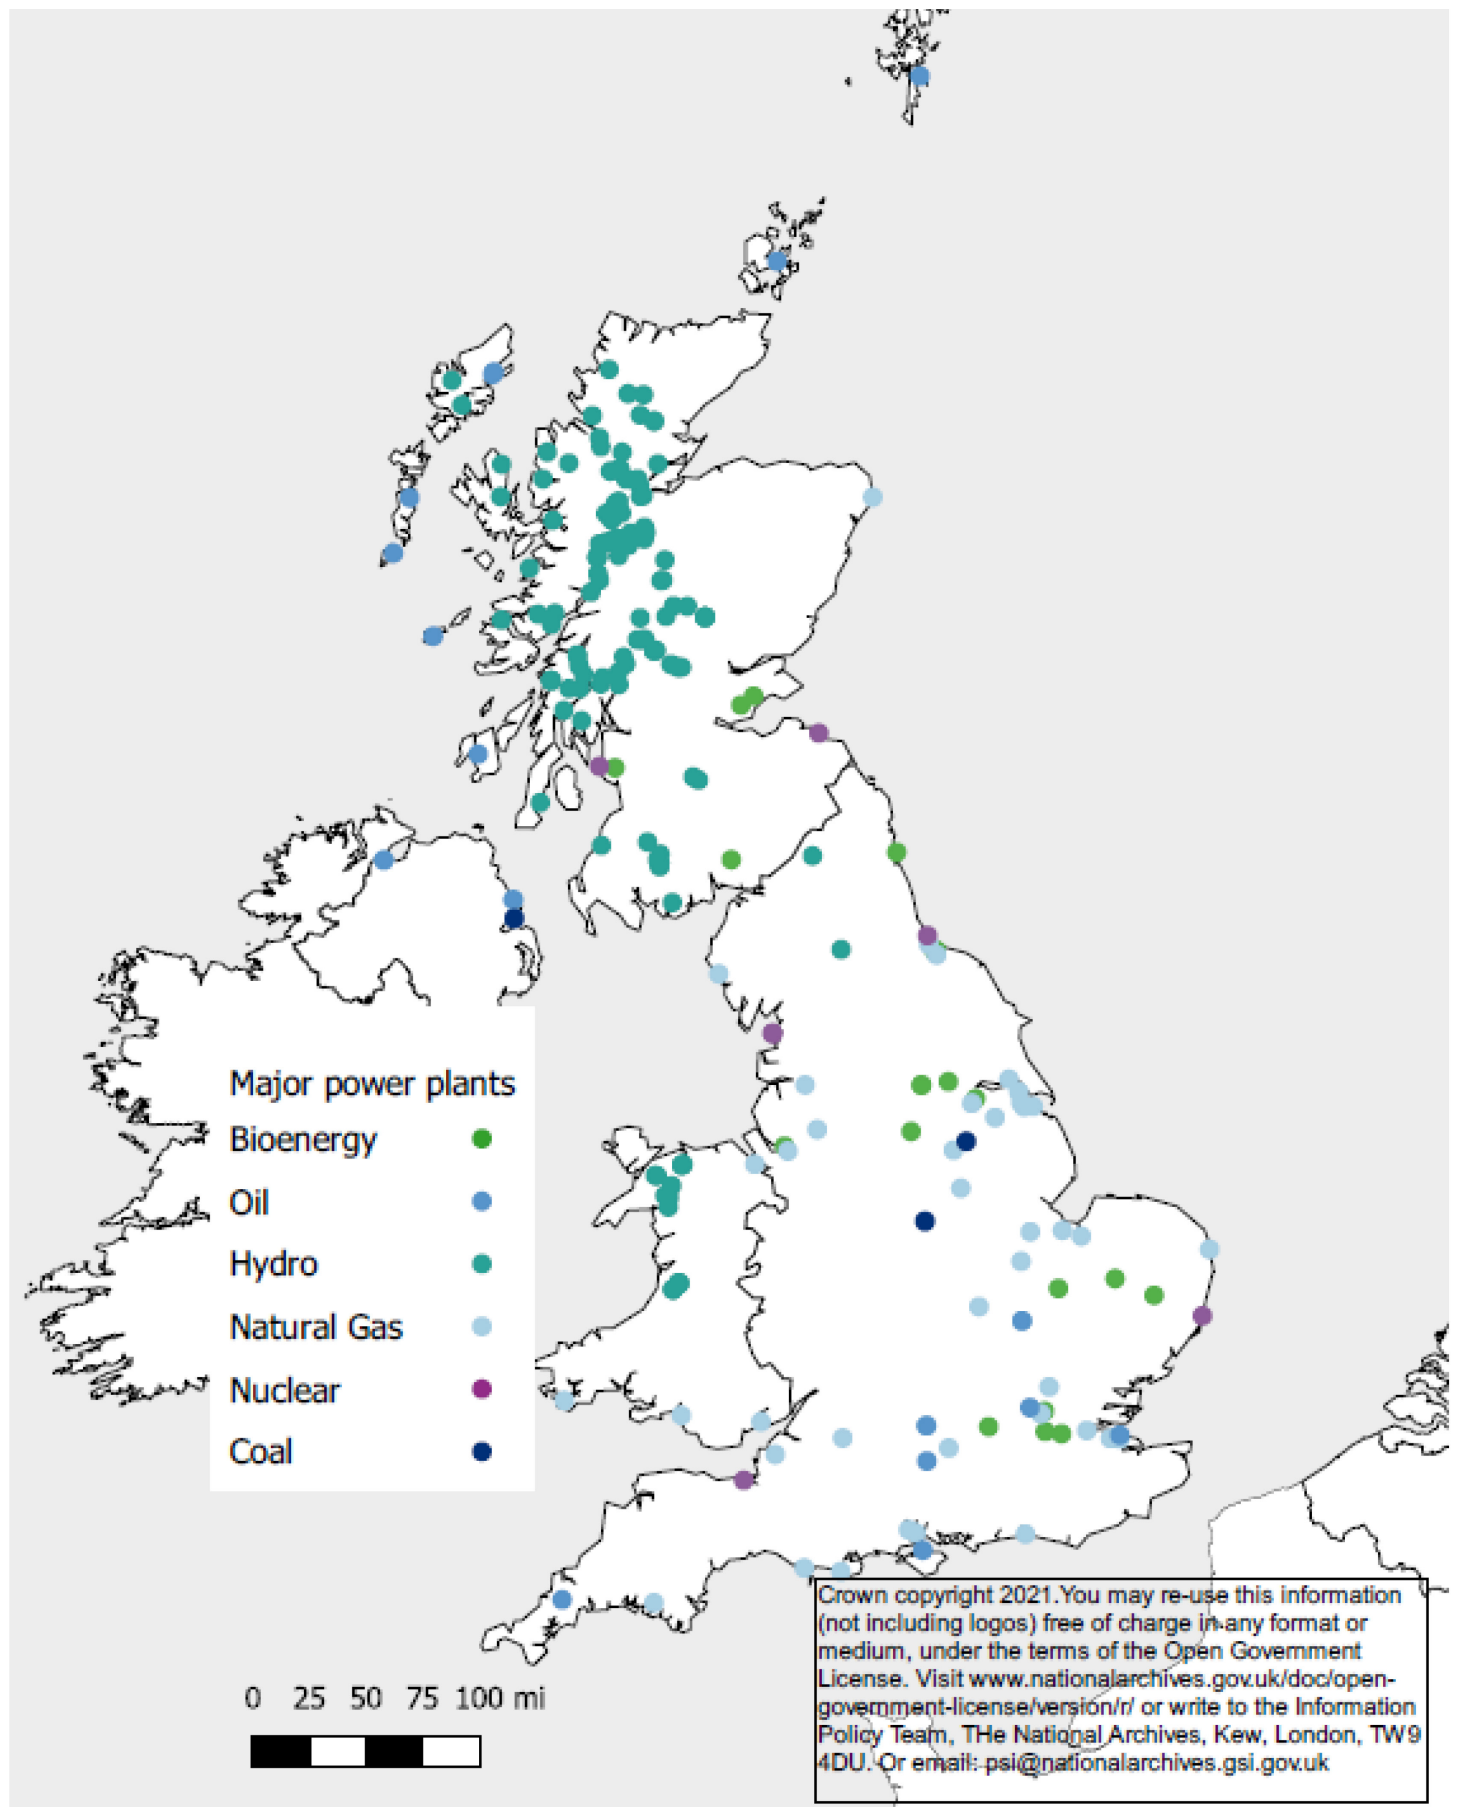 Major power plants
Bioenergy
Oil
Hydro
Natural Gas
Nuclear
Coal
0 25 50 75 100 mi
Crown copyright 2021.You may re-use this information
(not including logos) free of charge in any format or
medium, under the terms of the Open Government
License. Visit www.nationalarchives.gov.uk/doc/open-
government-license/version/r/ or write to the Information
Policy Team, THe National Archives, Kew, London, TW9
4DU. Or email: psi@nationalarchives.gsi.gov.uk